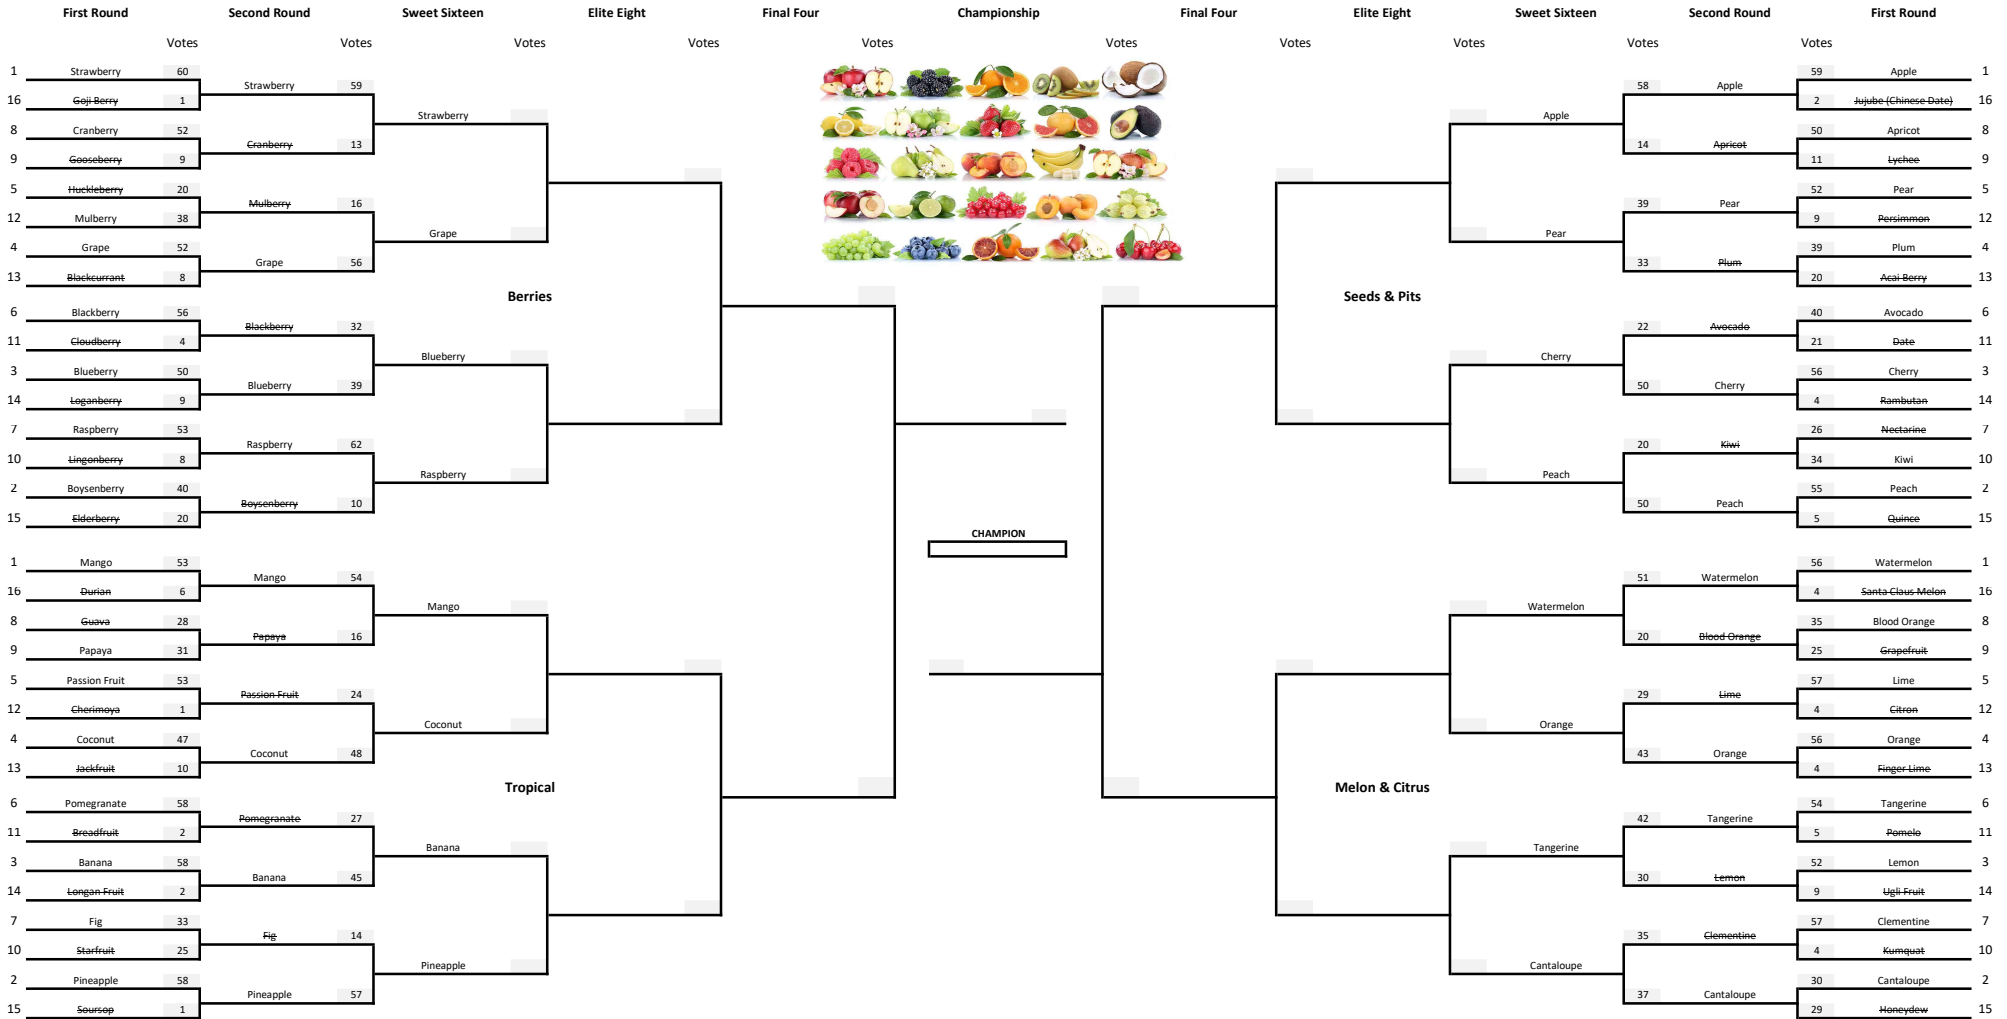 First Round Second Round Sweet Sixteen Elite Eight Final Four Championship Final Four Elite Eight Sweet Sixteen Second Round First Round
Votes Votes Votes Votes Votes Votes Votes Votes Votes Votes
1 Strawberry 60
16 Goji Berry 1
8 Cranberry 52
9 Gooseberry 9
5 Huckleberry 20
12 Mulberry 38
4 Grape 52
13 Blackcurrant 8
6 Blackberry 56
11 Cloudberry 4
3 Blueberry 50
14 Loganberry 9
7 Raspberry 53
10 Lingonberry 8
2 Boysenberry 40
15 Elderberry 20
Strawberry 59
Cranberry 13
Mulberry 16
Grape 56
Blackberry 32
Blueberry 39
Raspberry 62
Boysenberry 10
Strawberry
Grape
Blueberry
Raspberry
Berries
1 Mango 53
16 Durian 6
8 Guava 28
9 Papaya 31
5 Passion Fruit 53
12 Cherimoya 1
4 Coconut 47
13 Jackfruit 10
6 Pomegranate 58
11 Breadfruit 2
3 Banana 58
14 Longan Fruit 2
7 Fig 33
10 Starfruit 25
2 Pineapple 58
15 Soursop 1
Mango 54
Papaya 16
Passion Fruit 24
Coconut 48
Pomegranate 27
Banana 45
Fig 14
Pineapple 57
Mango
Coconut
Banana
Pineapple
Tropical
CHAMPION
Seeds & Pits
Apple
Pear
Cherry
Peach
58 Apple
14 Apricot
39 Pear
33 Plum
22 Avocado
50 Cherry
20 Kiwi
50 Peach
59 Apple 1
2 Jujube (Chinese Date) 16
50 Apricot 8
11 Lychee 9
52 Pear 5
9 Persimmon 12
39 Plum 4
20 Acai Berry 13
40 Avocado 6
21 Date 11
56 Cherry 3
4 Rambutan 14
26 Nectarine 7
34 Kiwi 10
55 Peach 2
5 Quince 15
Melon & Citrus
Watermelon
Orange
Tangerine
Cantaloupe
51 Watermelon
20 Blood Orange
29 Lime
43 Orange
42 Tangerine
30 Lemon
35 Clementine
37 Cantaloupe
56 Watermelon 1
4 Santa Claus Melon 16
35 Blood Orange 8
25 Grapefruit 9
57 Lime 5
4 Citron 12
56 Orange 4
4 Finger Lime 13
54 Tangerine 6
5 Pomelo 11
52 Lemon 3
9 Ugli Fruit 14
57 Clementine 7
4 Kumquat 10
30 Cantaloupe 2
29 Honeydew 15